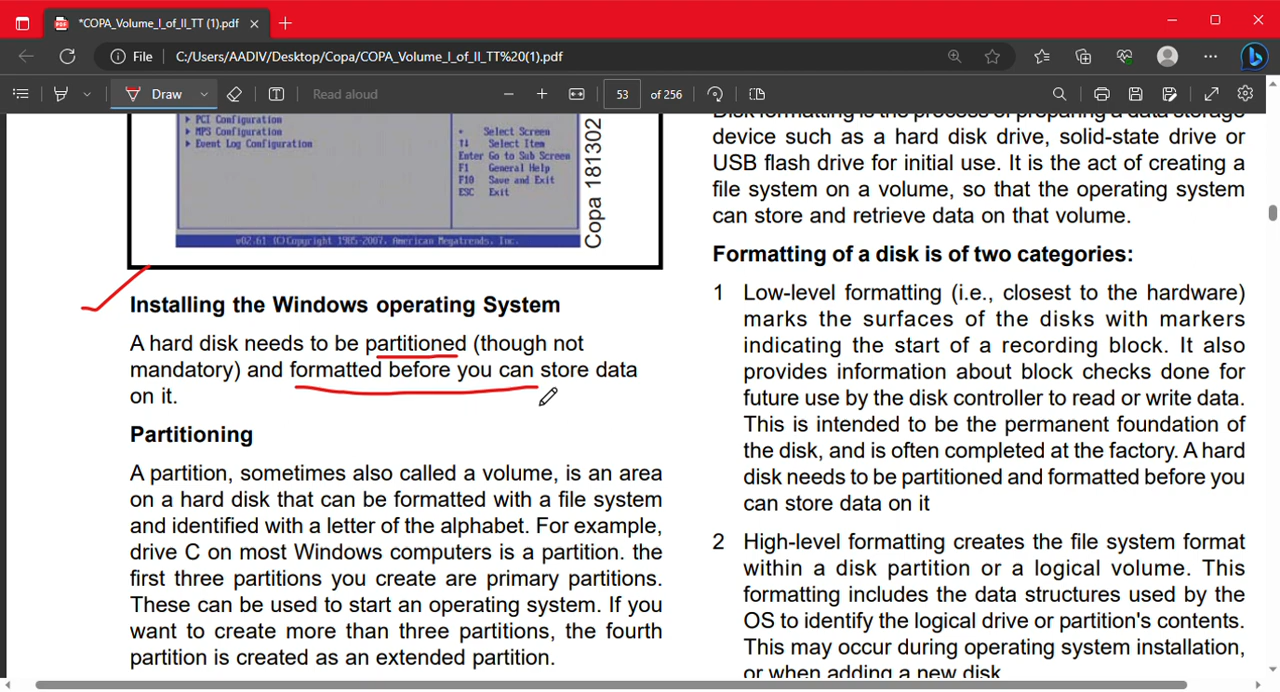 *COPA_Volume_I_of_II_TT (1).pdf
File
C:/Users/AADIV/Desktop/Copa/COPA_Volume_I_of_II_TT%20(1).pdf
Draw
Read aloud
53
of 256
PCI Configuration
MPS Configuration
Event Log Configuration
Select Screen
↑↓ Select Item
Enter Go to Sub Screen
F1 General Help
F10 Save and Exit
ESC Exit
v02.61 (C)Copyright 1985-2007, American Megatrends, Inc.
Copa 181302
Installing the Windows operating System
A hard disk needs to be partitioned (though not
mandatory) and formatted before you can store data
on it.
Partitioning
A partition, sometimes also called a volume, is an area
on a hard disk that can be formatted with a file system
and identified with a letter of the alphabet. For example,
drive C on most Windows computers is a partition. the
first three partitions you create are primary partitions.
These can be used to start an operating system. If you
want to create more than three partitions, the fourth
partition is created as an extended partition.
Disk formatting is the process of preparing a data storage
device such as a hard disk drive, solid-state drive or
USB flash drive for initial use. It is the act of creating a
file system on a volume, so that the operating system
can store and retrieve data on that volume.
Formatting of a disk is of two categories:
1 Low-level formatting (i.e., closest to the hardware)
marks the surfaces of the disks with markers
indicating the start of a recording block. It also
provides information about block checks done for
future use by the disk controller to read or write data.
This is intended to be the permanent foundation of
the disk, and is often completed at the factory. A hard
disk needs to be partitioned and formatted before you
can store data on it
2 High-level formatting creates the file system format
within a disk partition or a logical volume. This
formatting includes the data structures used by the
OS to identify the logical drive or partition's contents.
This may occur during operating system installation,
or when adding a new disk